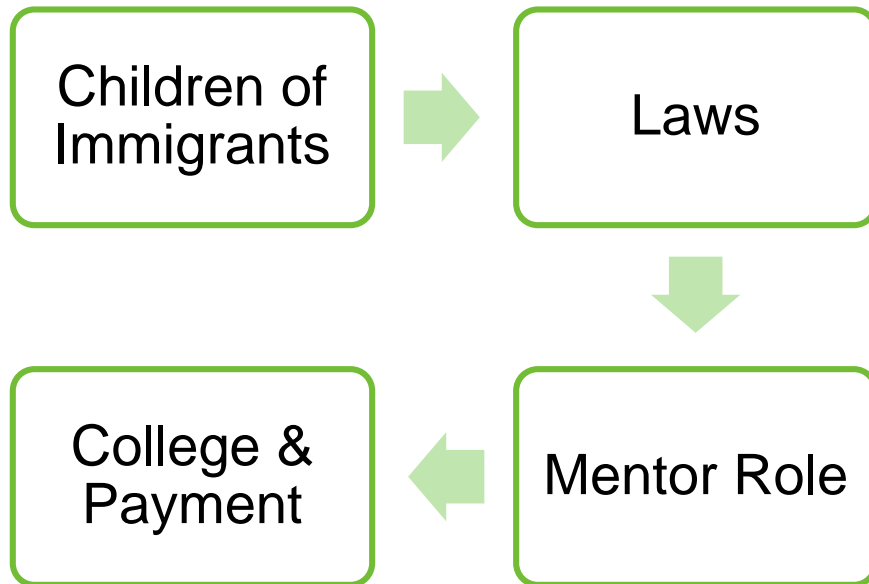 Children of
Immigrants
Laws
Mentor Role
College &
Payment